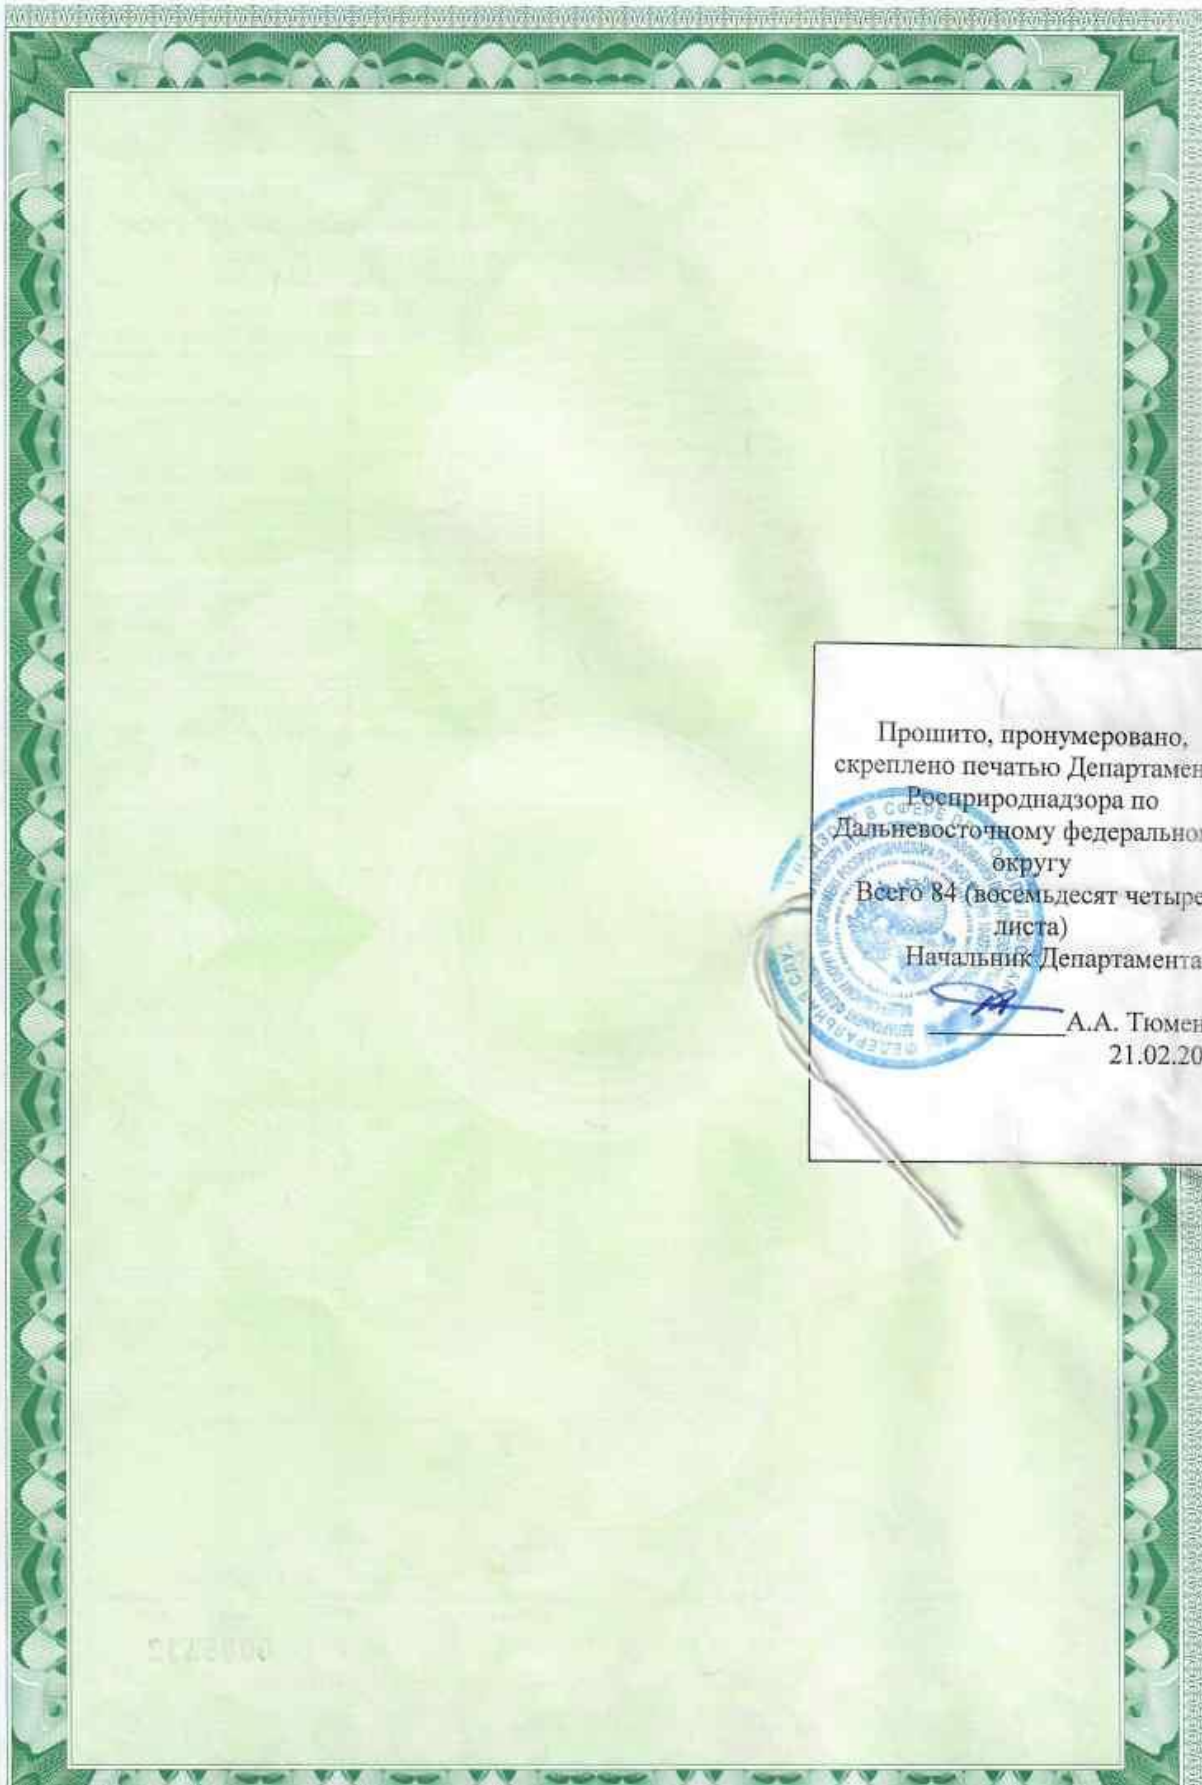 Прошито, пронумеровано,
скреплено печатью Департамен
Росприроднадзора по
Дальневосточному федерально
округу
Всего 84 (восемьдесят четыре
листа)
Начальник Департамента
А.А. Тюмен
21.02.20